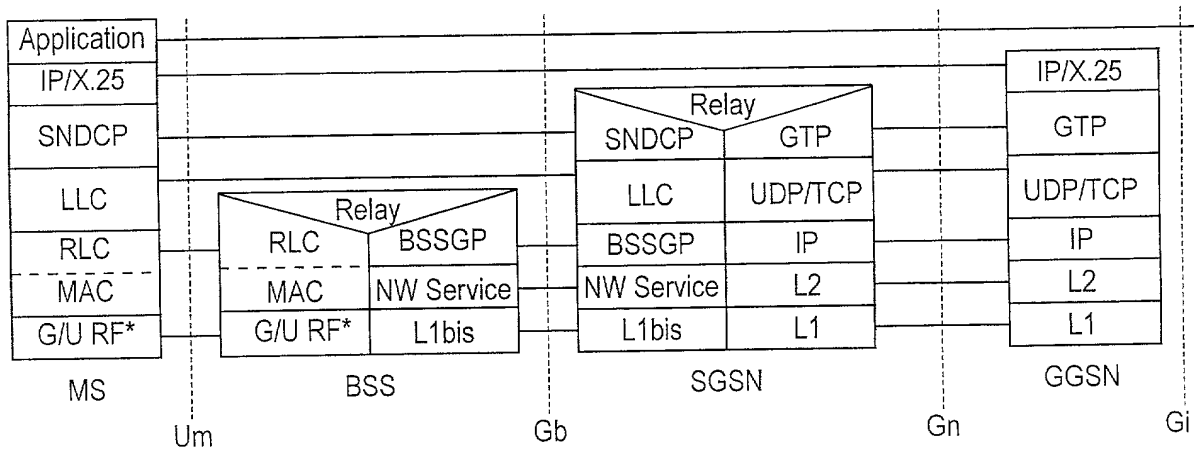 Application
IP/X.25
SNDCP
LLC
RLC
MAC
G/U RF*
MS
Um
Relay
RLC
BSSGP
MAC
NW Service
G/U RF*
L1bis
BSS
Gb
Relay
SNDCP
GTP
LLC
UDP/TCP
BSSGP
IP
NW Service
L2
L1bis
L1
SGSN
Gn
IP/X.25
GTP
UDP/TCP
IP
L2
L1
GGSN
Gi